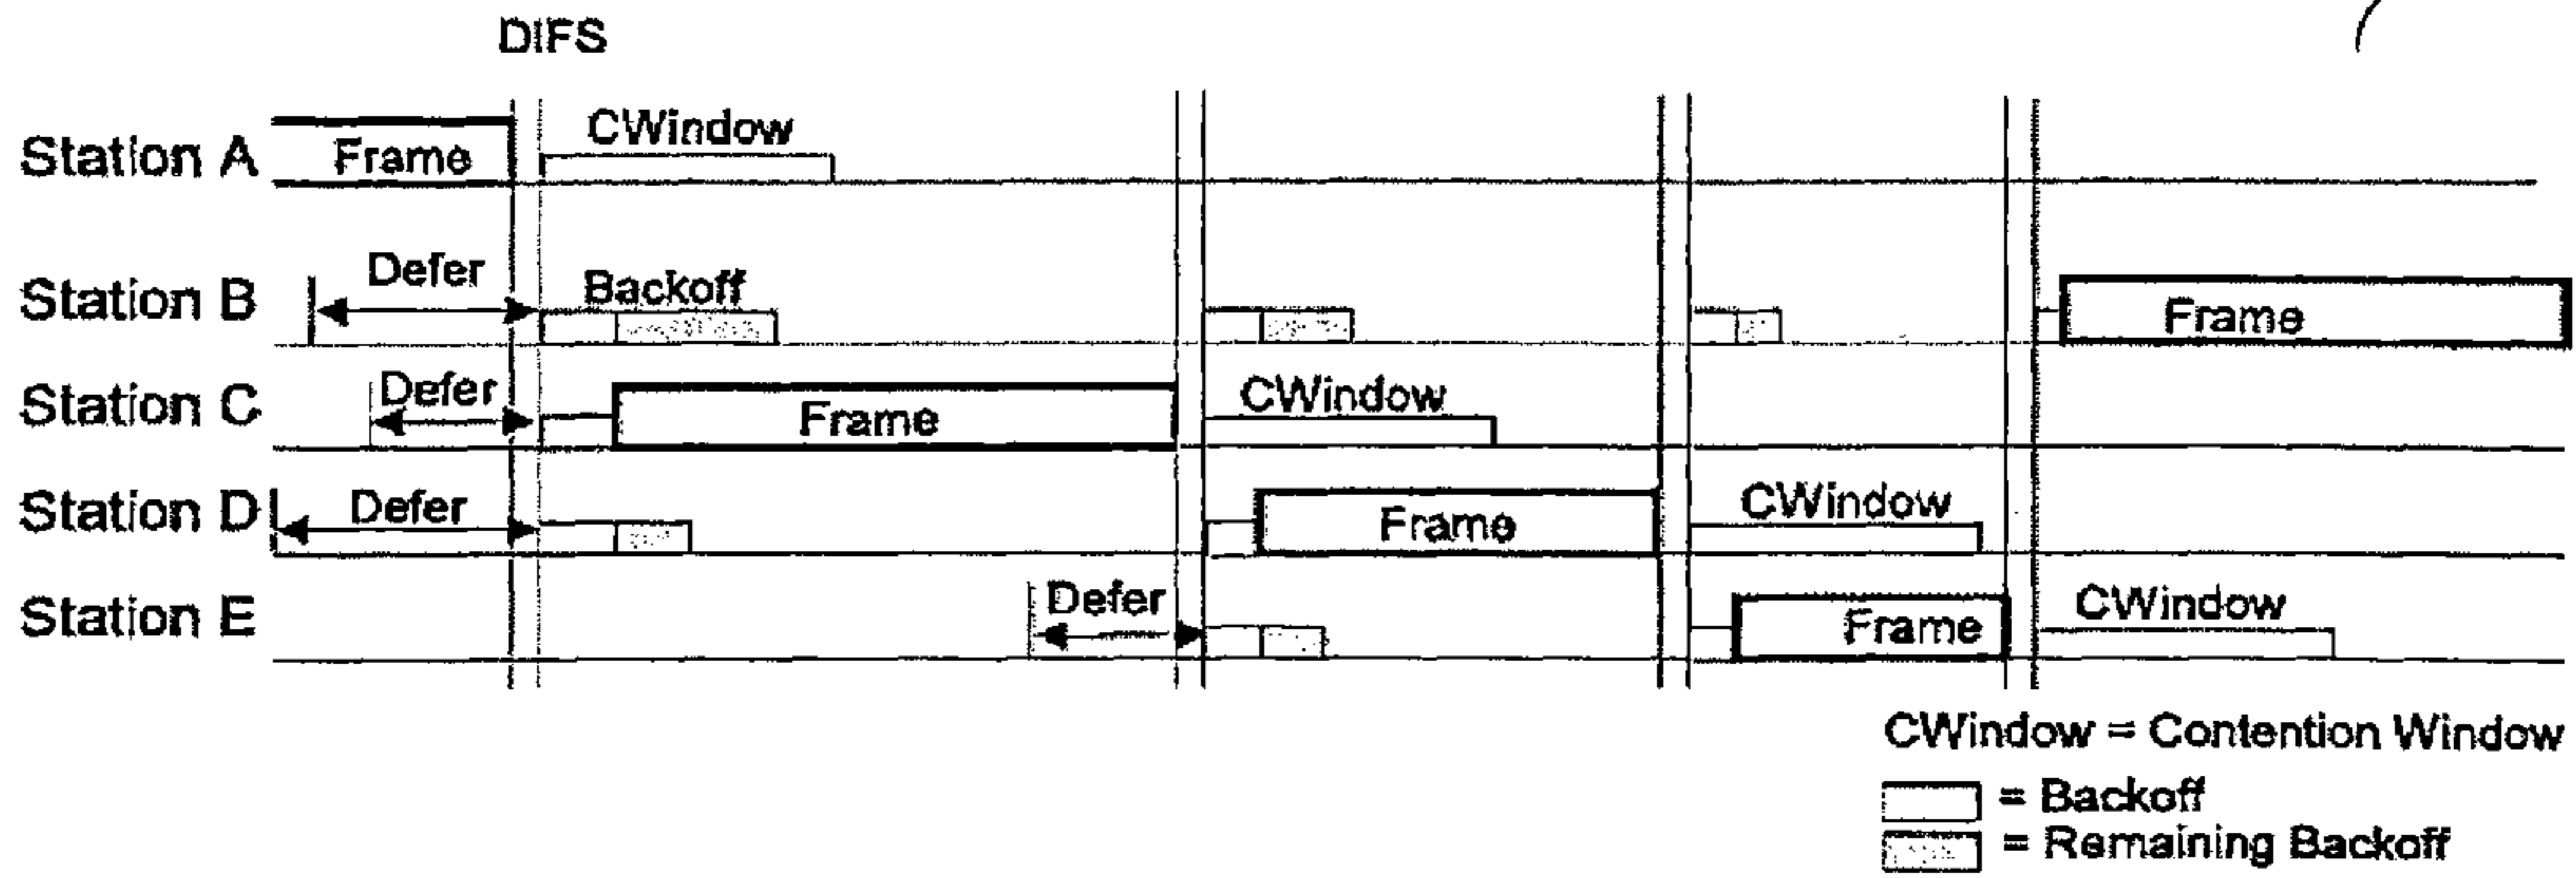 DIFS
Station A Frame CWindow
Station B Defer Backoff Frame
Station C Defer Frame CWindow
Station D Defer Frame CWindow
Station E Defer Frame CWindow
CWindow = Contention Window
= Backoff
= Remaining Backoff